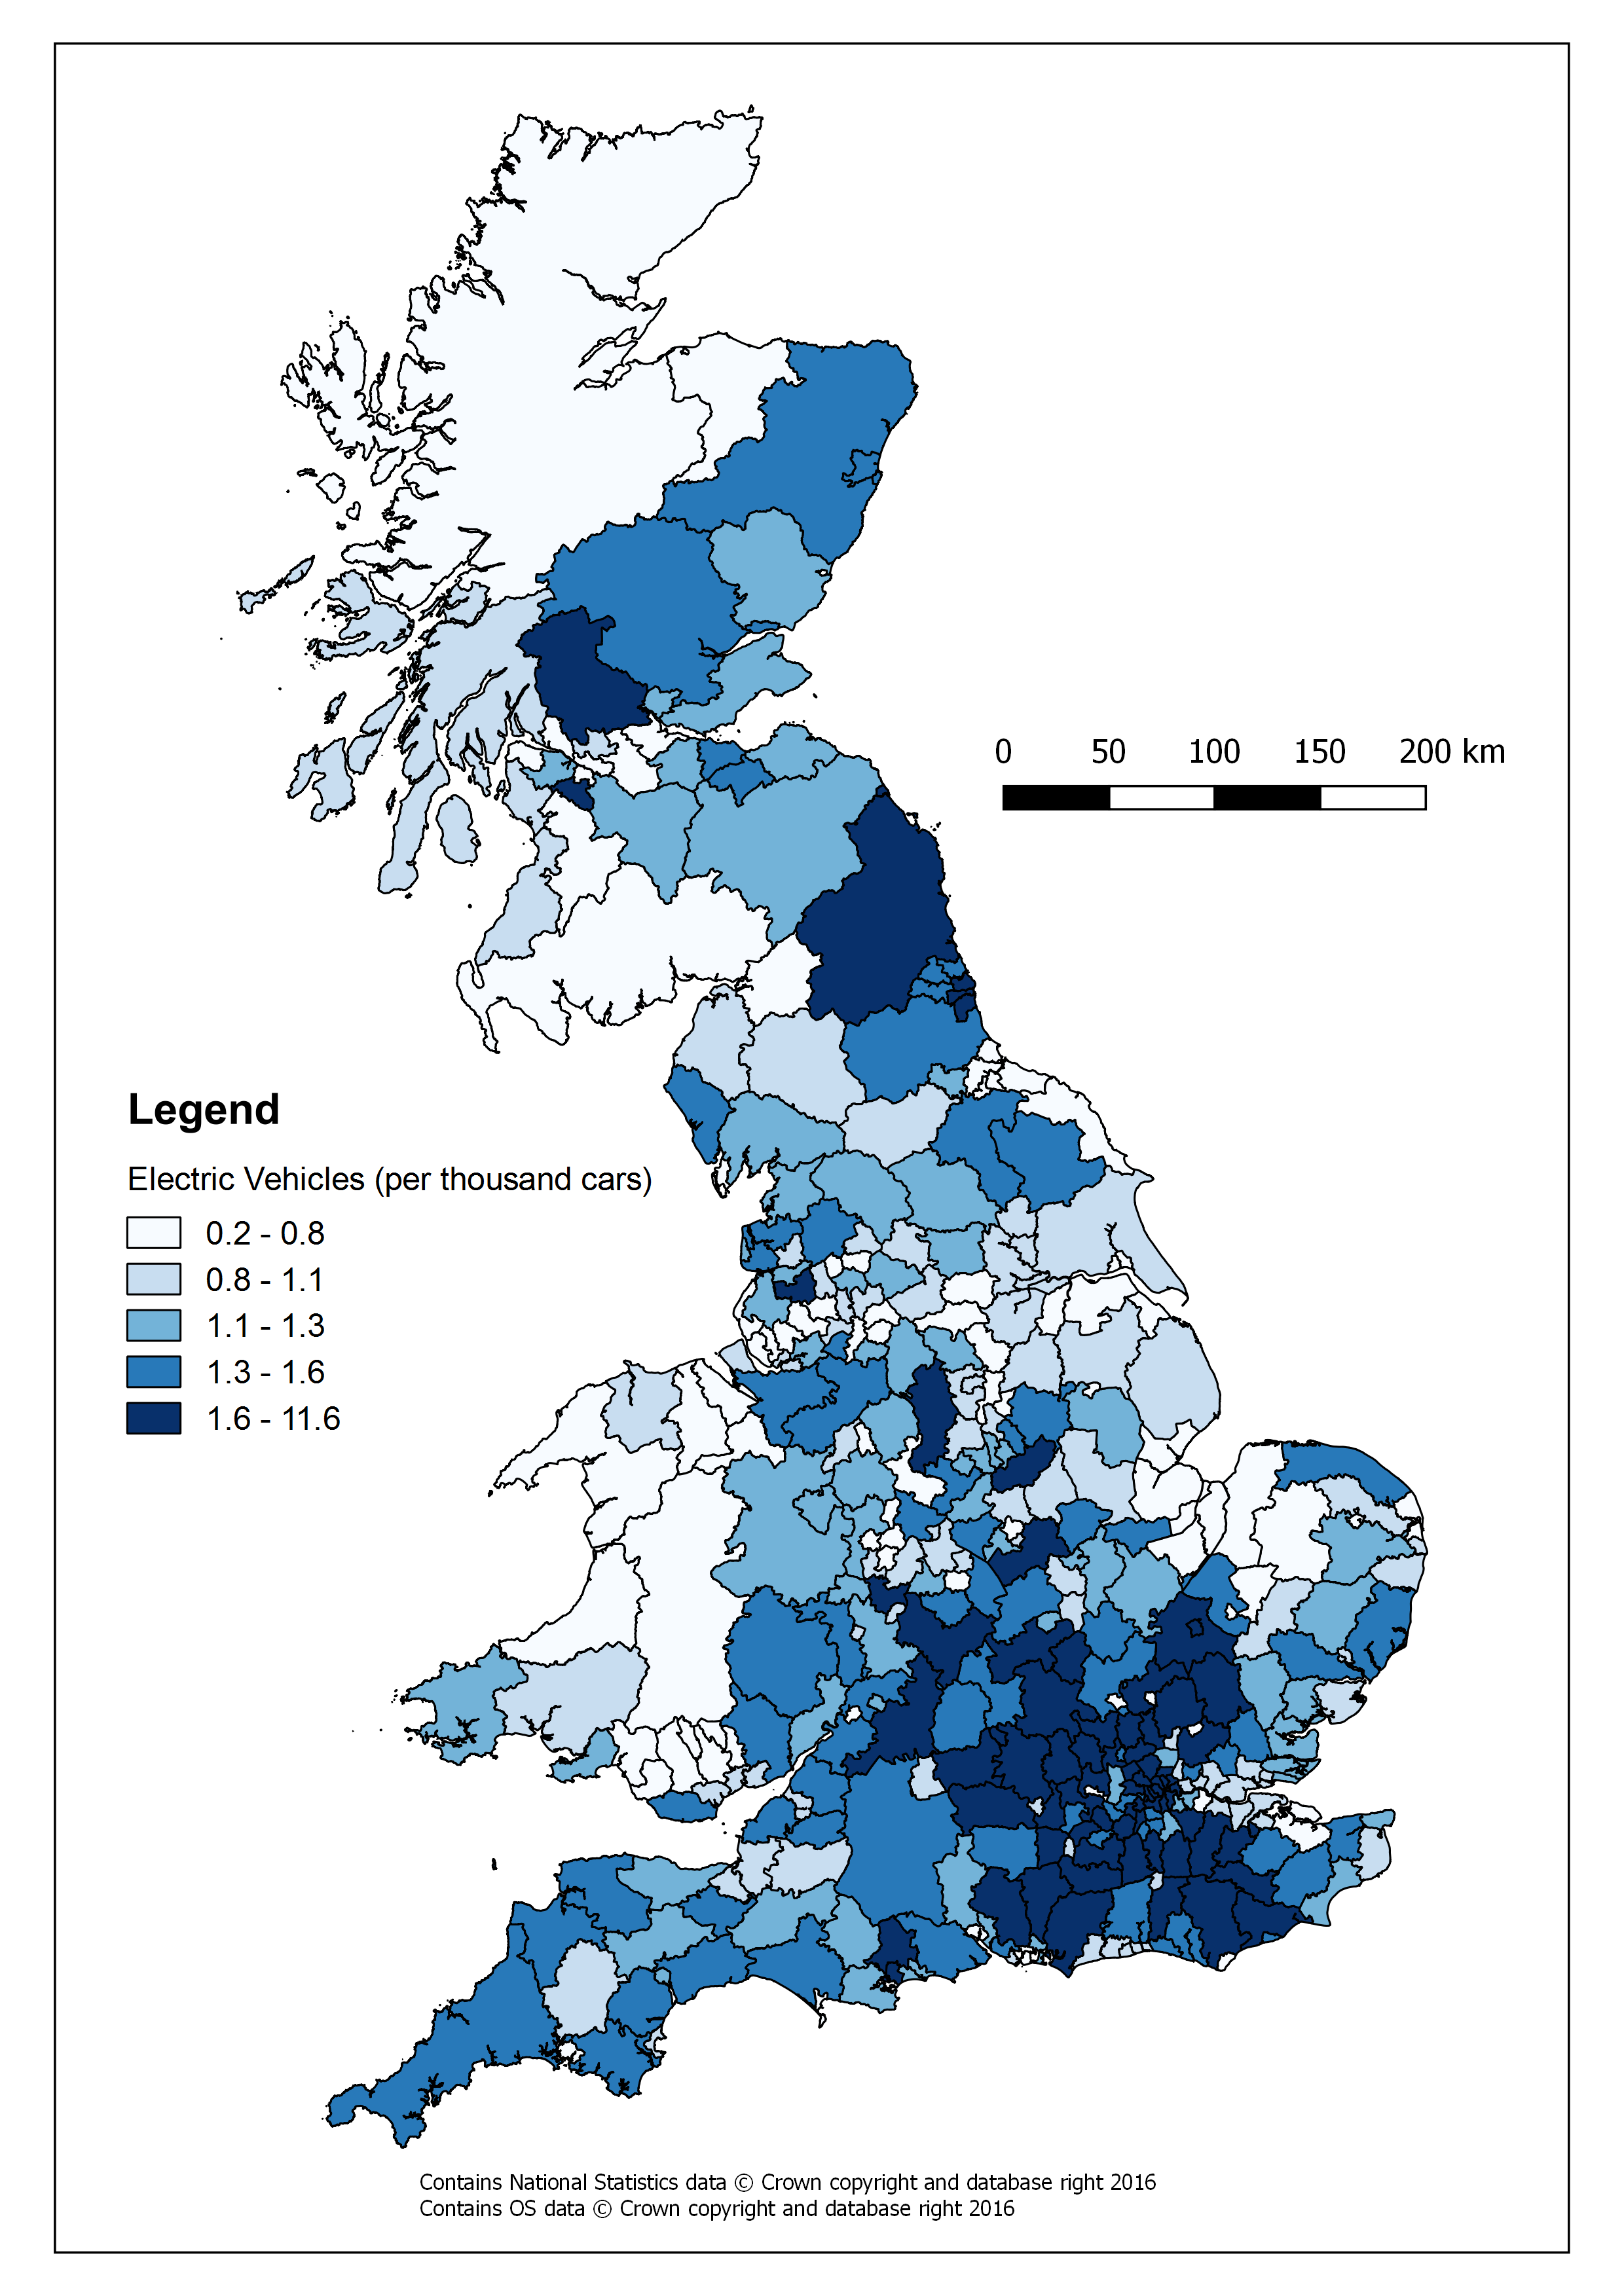 0 50 100 150 200 km
Legend
Electric Vehicles (per thousand cars)
0.2 - 0.8
0.8 - 1.1
1.1 - 1.3
1.3 - 1.6
1.6 - 11.6
Contains National Statistics data © Crown copyright and database right 2016
Contains OS data © Crown copyright and database right 2016